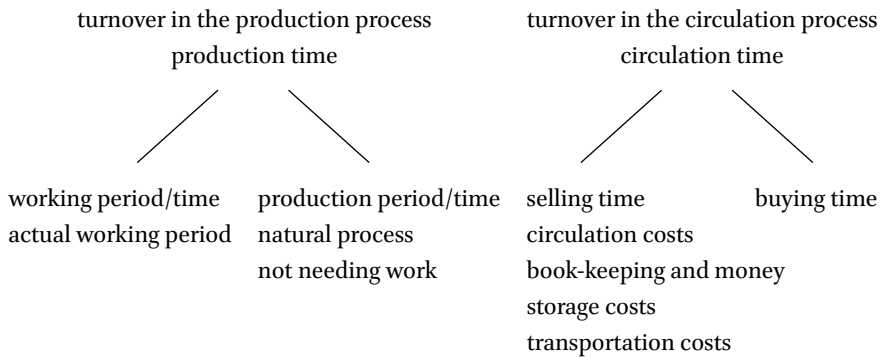 turnover in the production process
production time
turnover in the circulation process
circulation time
working period/time
actual working period
production period/time
natural process
not needing work
selling time
circulation costs
book-keeping and money
storage costs
transportation costs
buying time